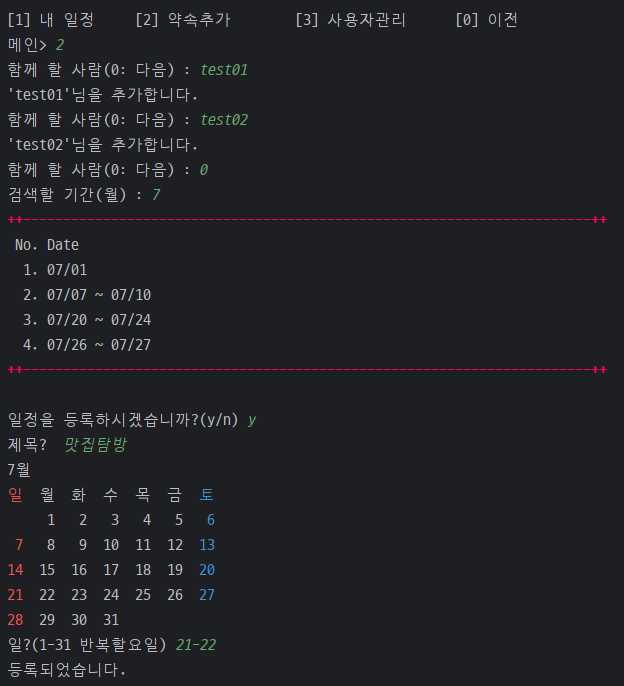 [1] 내 일정 [2] 약속추가 [3] 사용자관리 [0] 이전
메인> 2
함께 할 사람(0: 다음) : test01
'test01'님을 추가합니다.
함께 할 사람(0: 다음) : test02
'test02'님을 추가합니다.
함께 할 사람(0: 다음) : 0
검색할 기간(월) : 7
++------------------------------------------------------------------------++
No. Date
1. 07/01
2. 07/07 ~ 07/10
3. 07/20 ~ 07/24
4. 07/26 ~ 07/27
++------------------------------------------------------------------------++
일정을 등록하시겠습니까?(y/n) y
제목? 맛집탐방
7월
일 월 화 수 목 금 토
1 2 3 4 5 6
7 8 9 10 11 12 13
14 15 16 17 18 19 20
21 22 23 24 25 26 27
28 29 30 31
일?(1-31 반복할요일) 21-22
등록되었습니다.